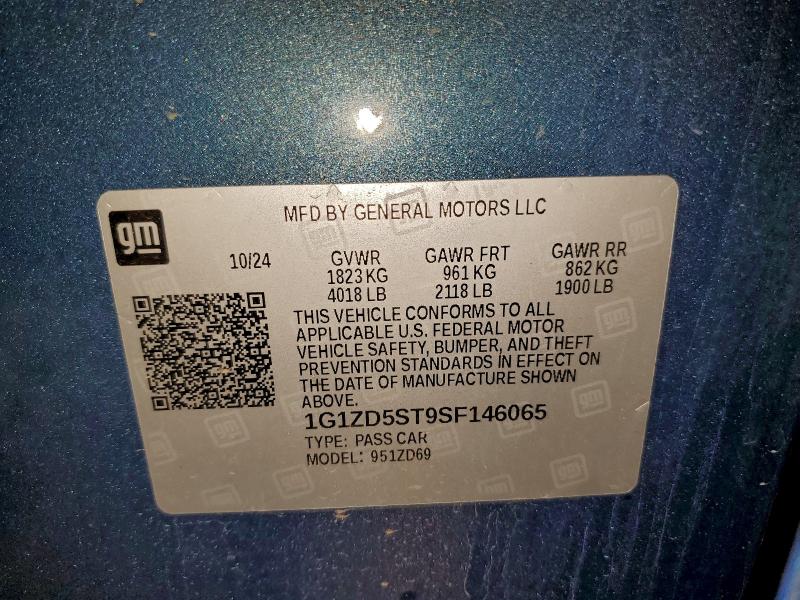 gm
MFD BY GENERAL MOTORS LLC
10/24 GVWR GAWR FRT GAWR RR
1823 KG 961 KG 862 KG
4018 LB 2118 LB 1900 LB
THIS VEHICLE CONFORMS TO ALL
APPLICABLE U.S. FEDERAL MOTOR
VEHICLE SAFETY, BUMPER, AND THEFT
PREVENTION STANDARDS IN EFFECT ON
THE DATE OF MANUFACTURE SHOWN
ABOVE.
1G1ZD5ST9SF146065
TYPE: PASS CAR
MODEL: 951ZD69